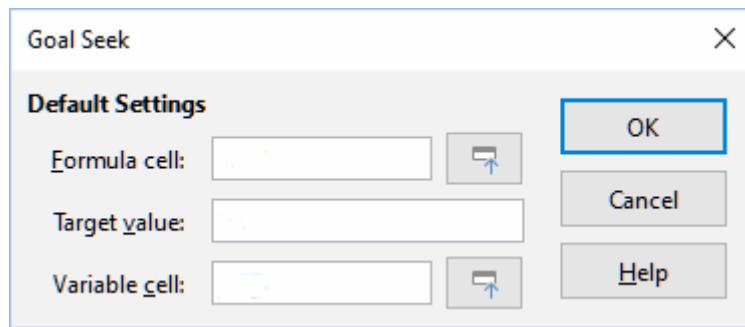 Goal Seek
Default Settings
Formula cell:
OK
Target value:
Cancel
Variable cell:
Help